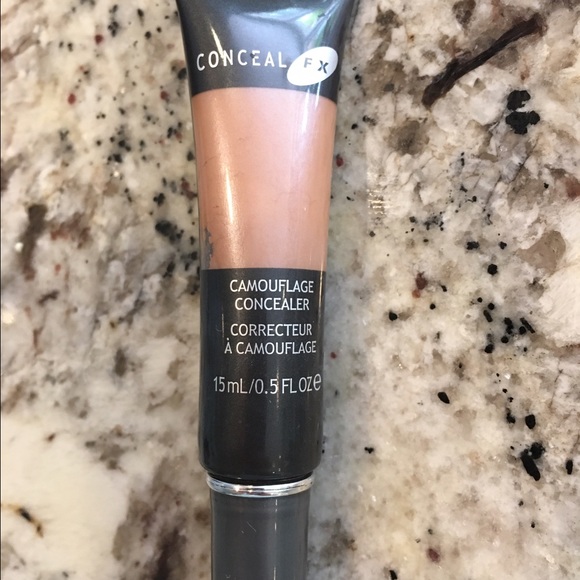 CONCEAL FX
CAMOUFLAGE
CONCEALER
CORRECTEUR
À CAMOUFLAGE
15 mL/0.5 FL OZ e